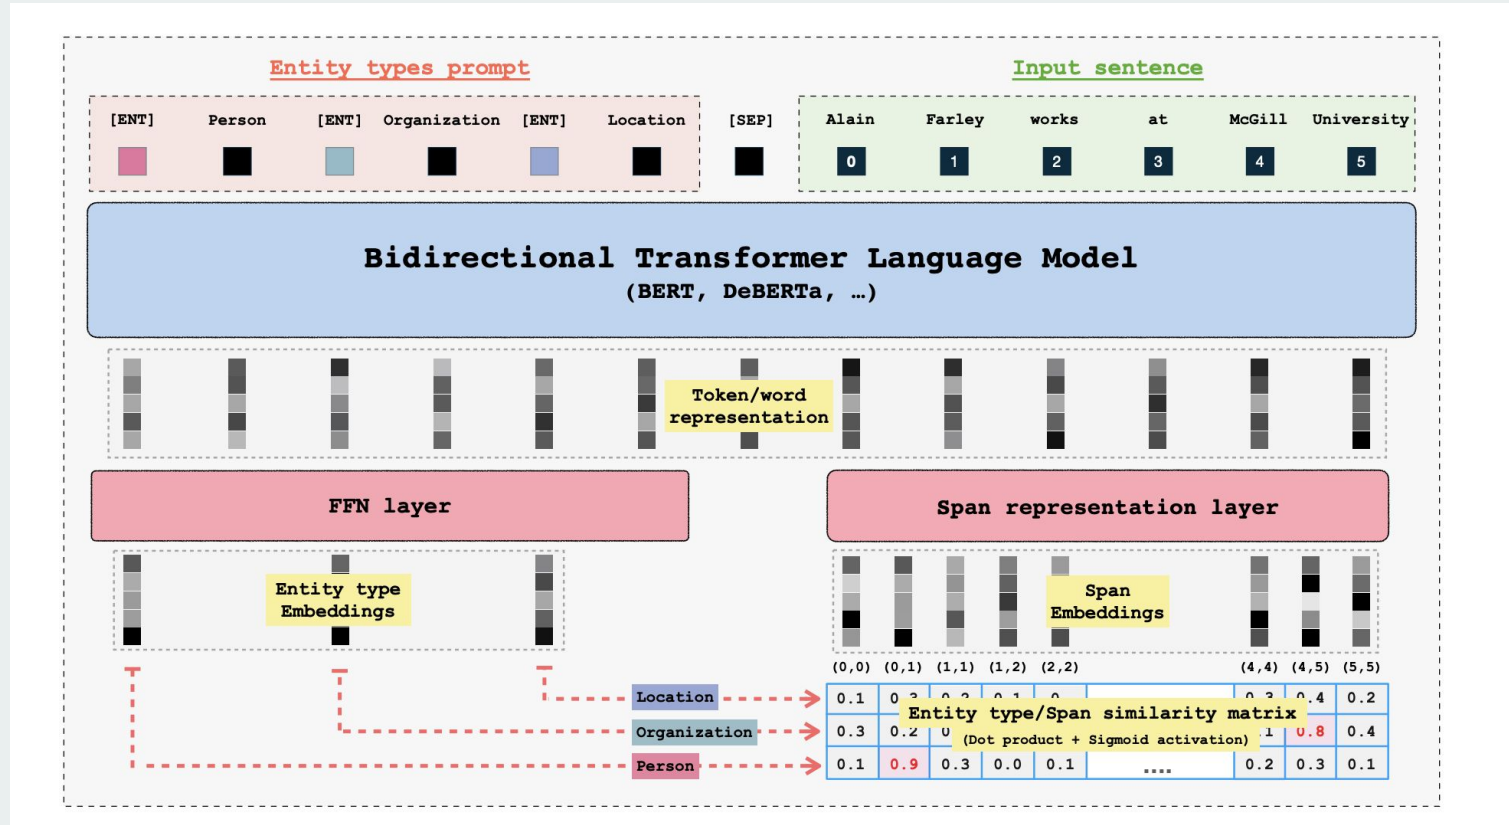 Entity types prompt
Input sentence
[ENT] Person [ENT] Organization [ENT] Location [SEP] Alain Farley works at McGill University
0 1 2 3 4 5
Bidirectional Transformer Language Model
(BERT, DeBERTa, …)
Token/word
representation
FFN layer
Span representation layer
Entity type
Embeddings
Span
Embeddings
(0,0) (0,1) (1,1) (1,2) (2,2) (4,4) (4,5) (5,5)
Location 0.1 0.4 0.2
Entity type/Span similarity matrix
Organization 0.3 0.2 0.8 0.4
(Dot product + Sigmoid activation)
Person 0.1 0.9 0.3 0.0 0.1 .... 0.2 0.3 0.1